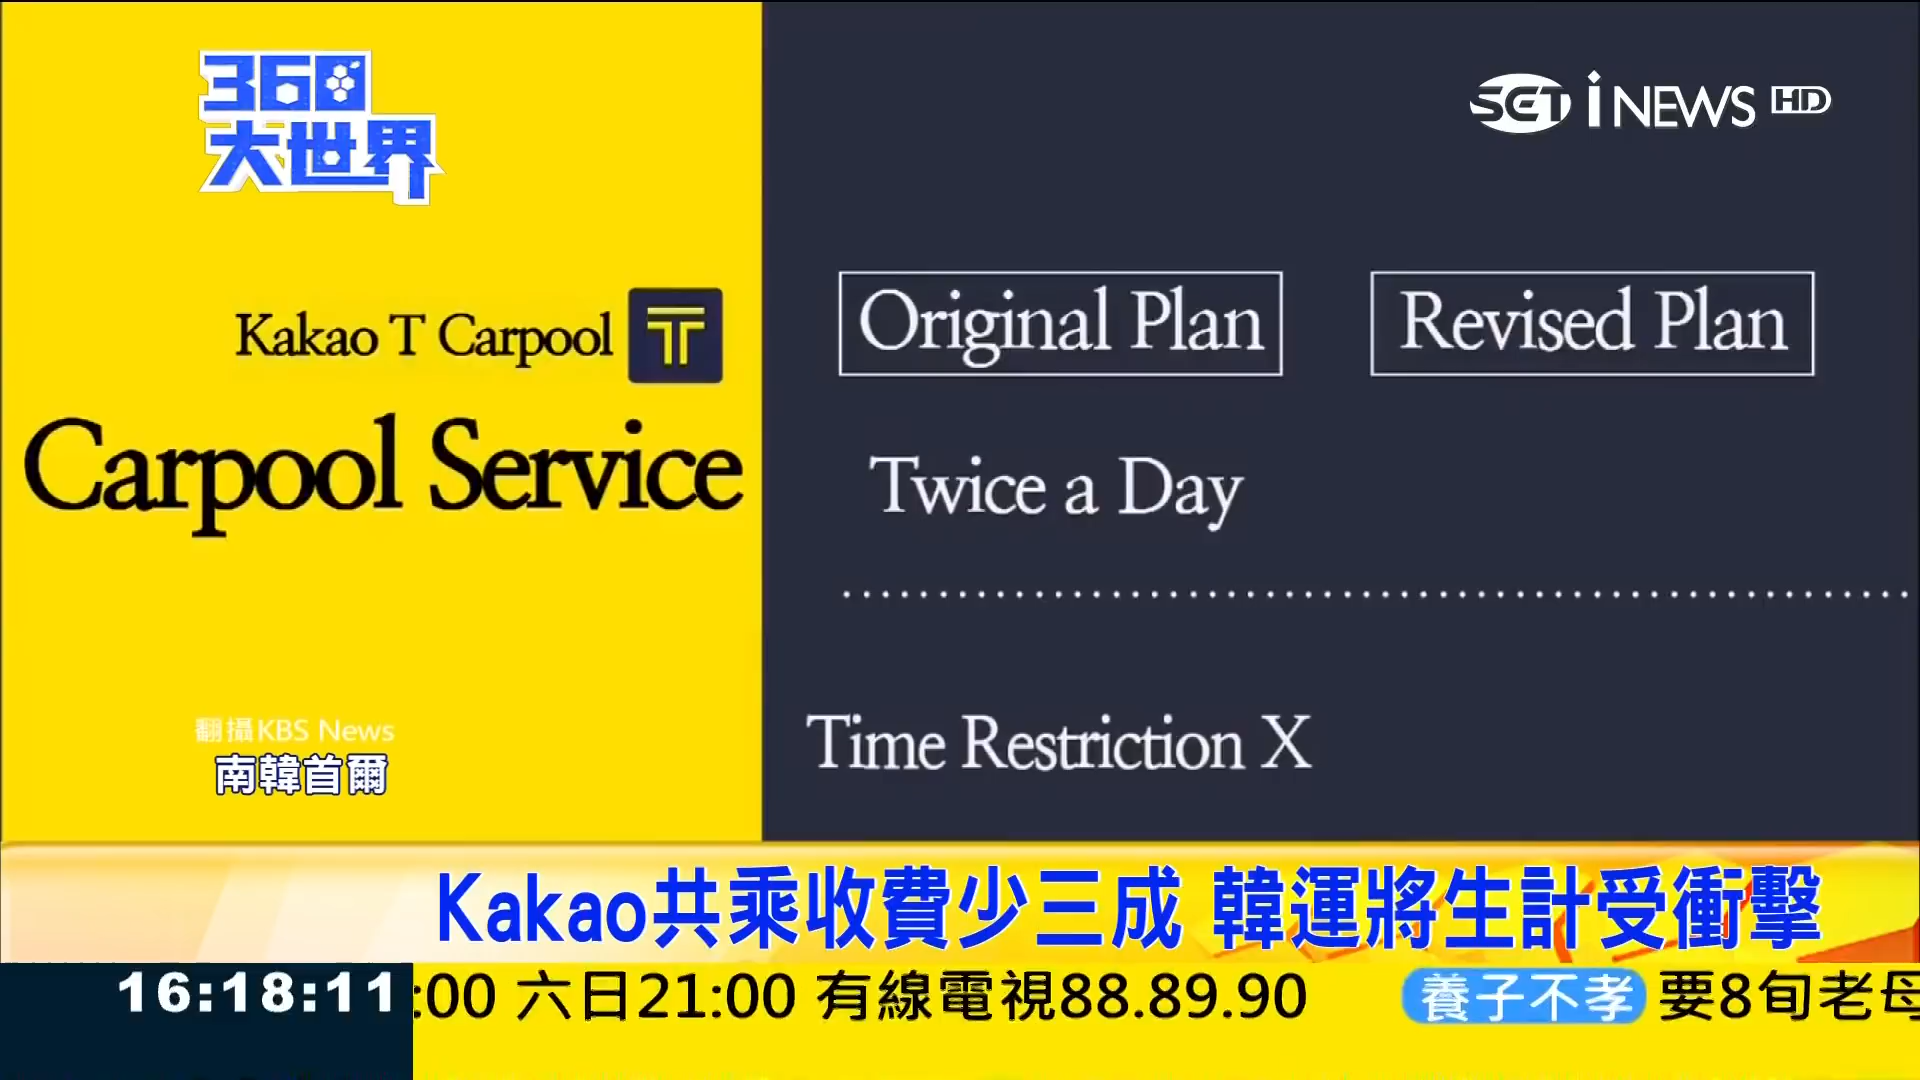 360
大世界
SET iNEWS HD
Kakao T Carpool T
Carpool Service
Original Plan
Revised Plan
Twice a Day
Time Restriction X
翻攝KBS News
南韓首爾
Kakao共乘收費少三成 韓運將生計受衝擊
16:18:11
:00 六日21:00 有線電視88.89.90 養子不孝 要8旬老母